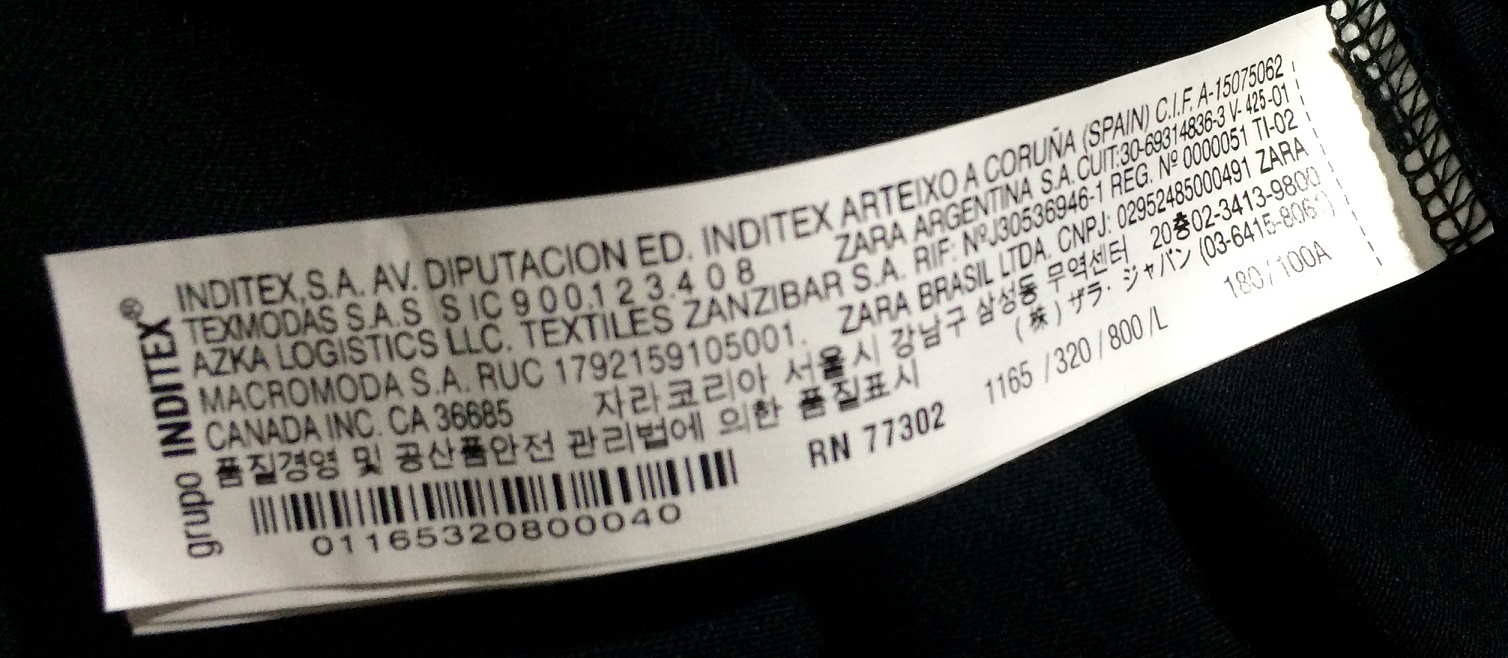 grupo INDITEX®
INDITEX,S.A. AV. DIPUTACION ED. INDITEX ARTEIXO A CORUÑA (SPAIN) C.I.F. A-15075062
TEXMODAS S.A.S S IC 9 0 0.1 2 3.4 0 8 ZARA ARGENTINA S.A.CUIT:30-69314836-3 V- 425-01
AZKA LOGISTICS LLC. TEXTILES ZANZIBAR S.A. RIF: NºJ30536946-1 REG. Nº 0000051 TI-02
MACROMODA S.A. RUC 1792159105001. ZARA BRASIL LTDA. CNPJ: 02952485000491 ZARA
CANADA INC. CA 36685 자라코리아 서울시 강남구 삼성동 무역센터 20층02-3413-9800
품질경영 및 공산품안전 관리법에 의한 품질표시 (株) ザラ・ジャパン (03-6415-8061)
01165320800040
RN 77302
1165 / 320 / 800 /L
180 / 100A